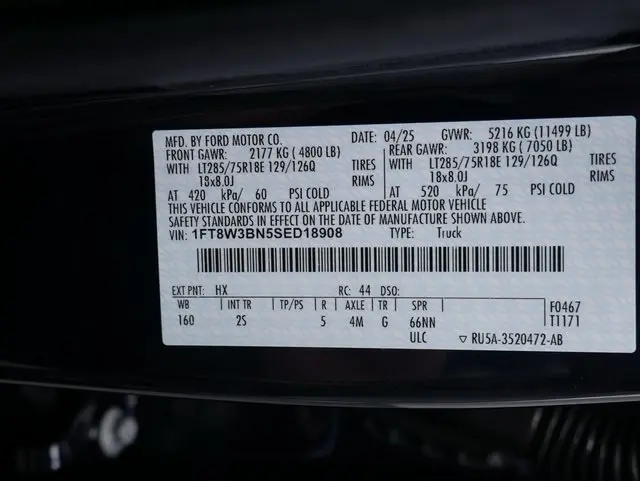 MFD. BY FORD MOTOR CO. DATE: 04/25 GVWR: 5216 KG (11499 LB)
FRONT GAWR: 2177 KG (4800 LB) REAR GAWR: 3198 KG (7050 LB)
WITH LT285/75R18E 129/126Q TIRES WITH LT285/75R18E 129/126Q TIRES
18x8.0J RIMS 18x8.0J RIMS
AT 420 kPa/ 60 PSI COLD AT 520 kPa/ 75 PSI COLD
THIS VEHICLE CONFORMS TO ALL APPLICABLE FEDERAL MOTOR VEHICLE
SAFETY STANDARDS IN EFFECT ON THE DATE OF MANUFACTURE SHOWN ABOVE.
VIN: 1FT8W3BN5SED18908 TYPE: Truck
EXT PNT: HX RC: 44 DSO:
WB | INT TR | TP/PS | R | AXLE | TR | SPR F0467
160 2S 5 4M G 66NN T1171
ULC ▽ RU5A-3520472-AB